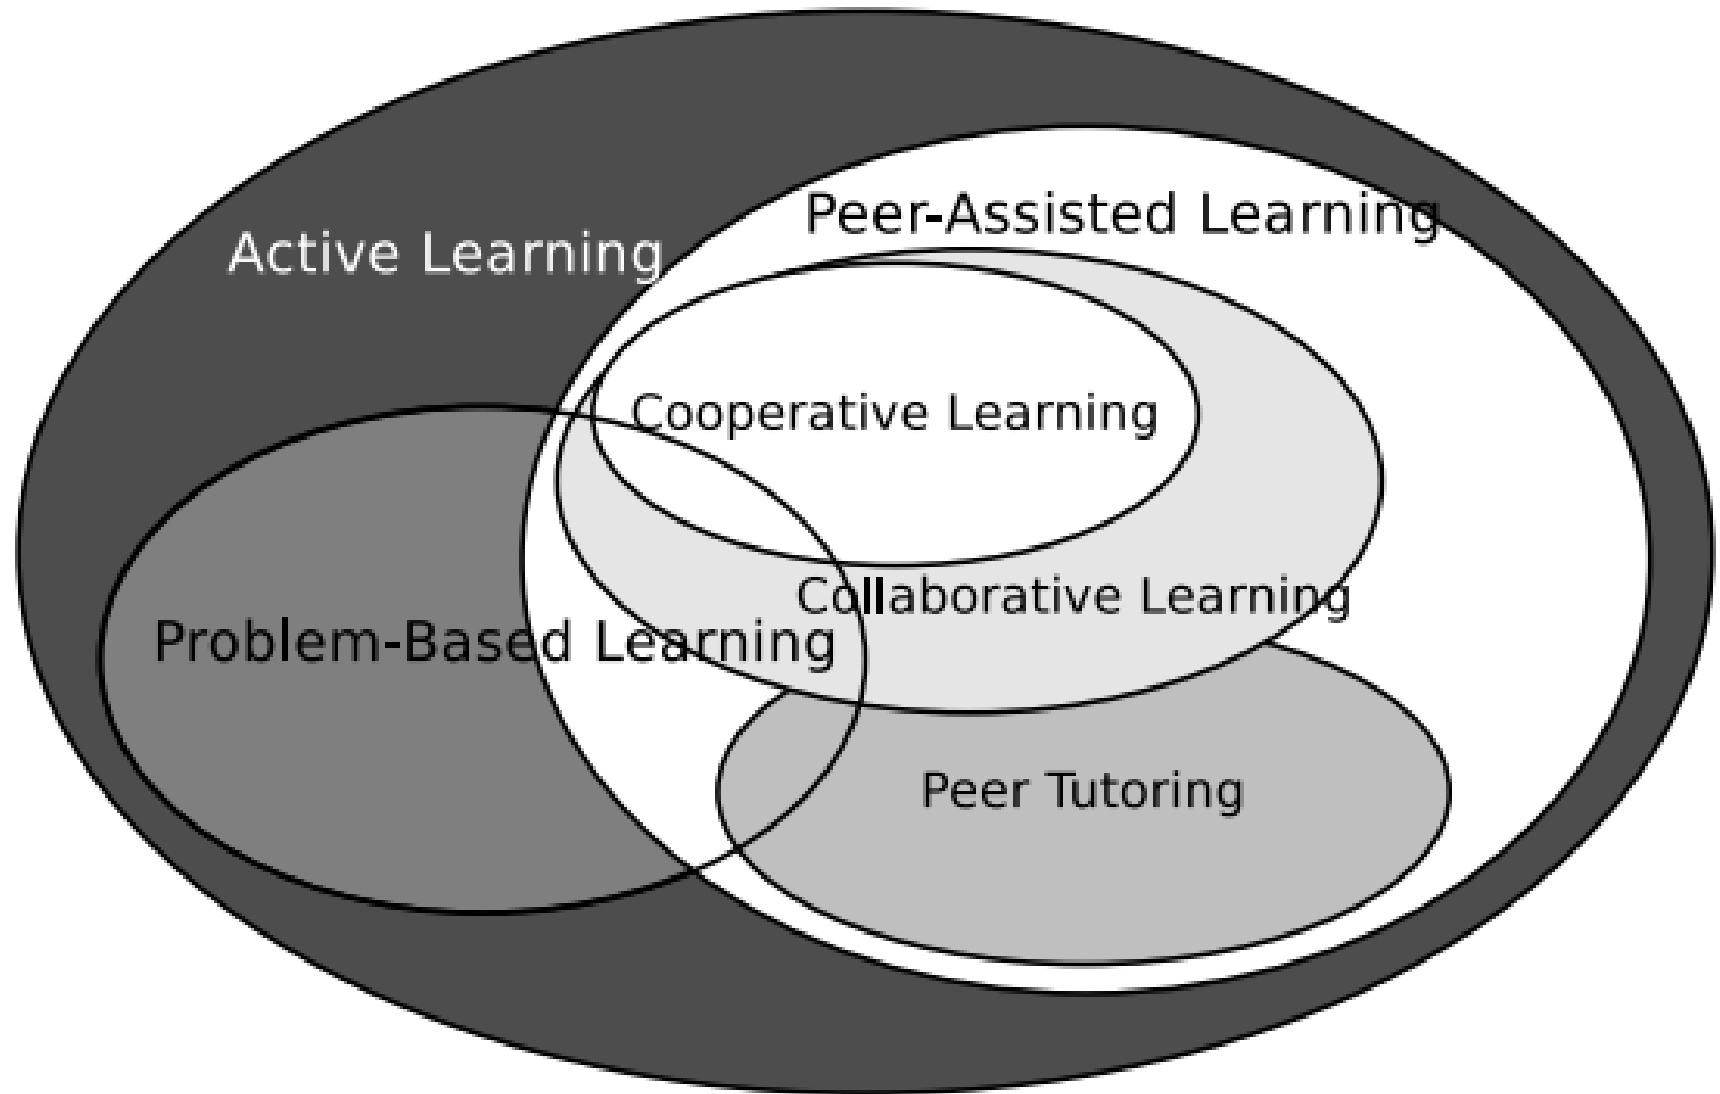 Peer-Assisted Learning
Active Learning
Cooperative Learning
Collaborative Learning
Problem-Based Learning
Peer Tutoring